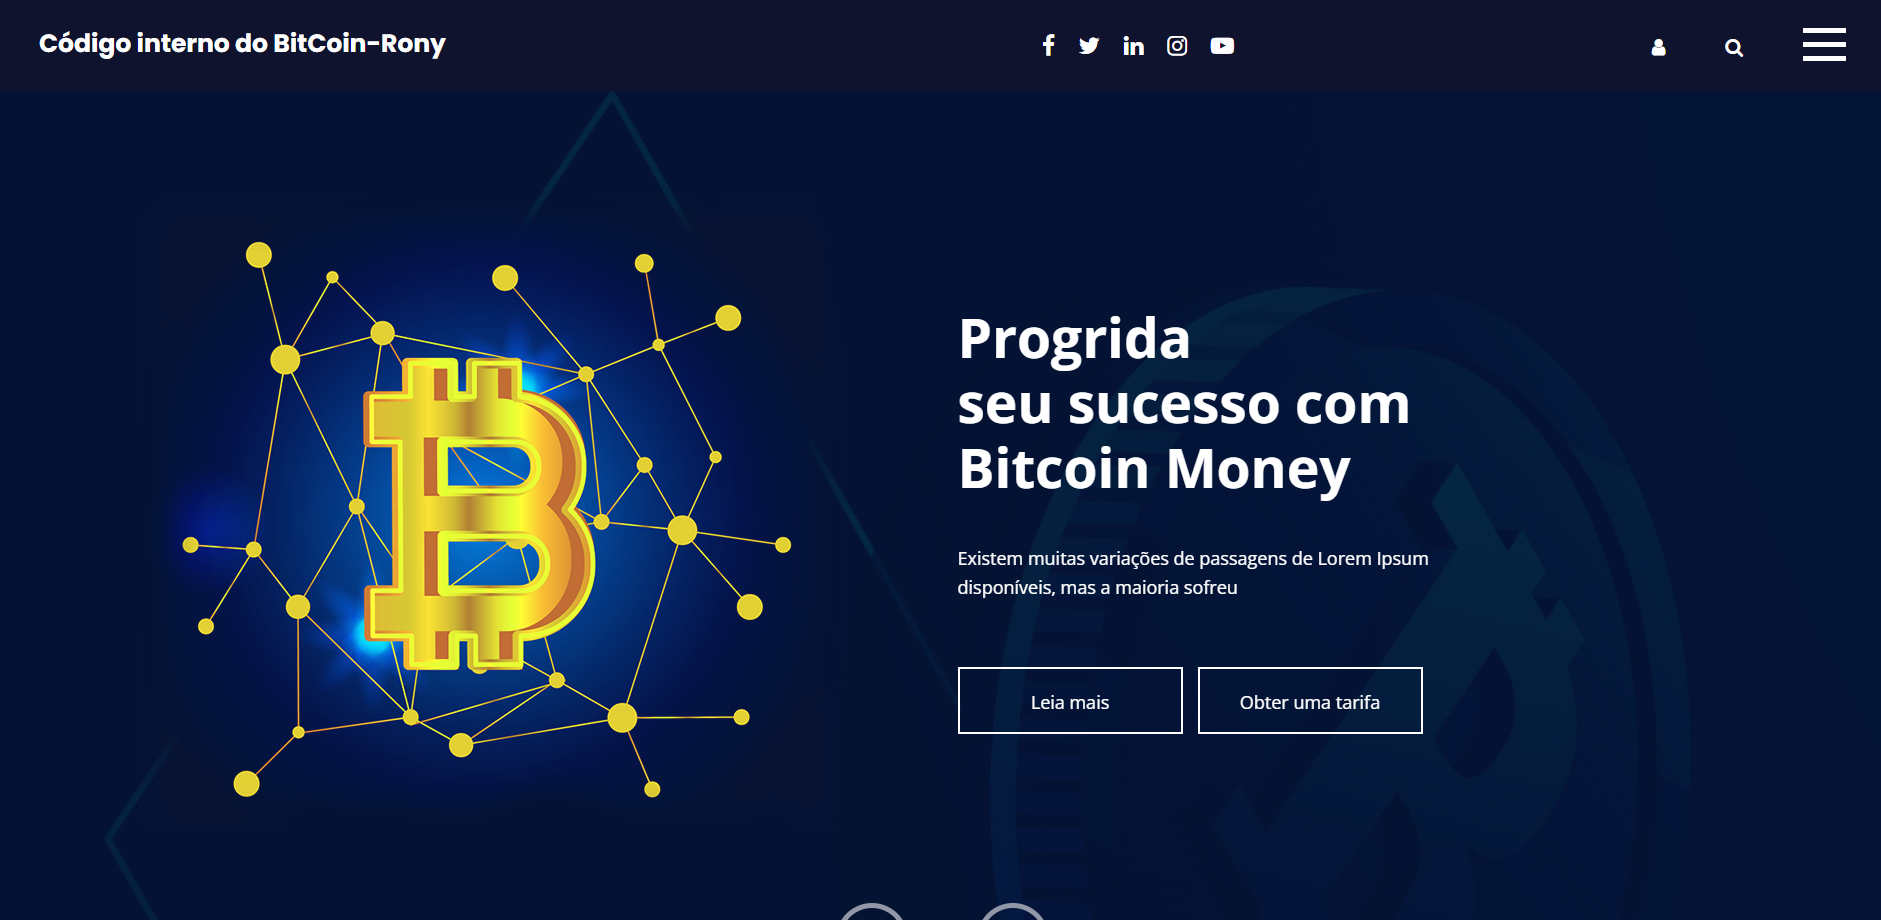 Código interno do BitCoin-Rony
Progrida
seu sucesso com
Bitcoin Money
Existem muitas variações de passagens de Lorem Ipsum
disponíveis, mas a maioria sofreu
Leia mais
Obter uma tarifa